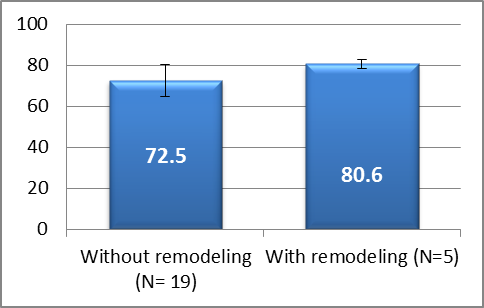 100
80
60
40
20
0
72.5
80.6
Without remodeling
(N= 19)
With remodeling (N=5)